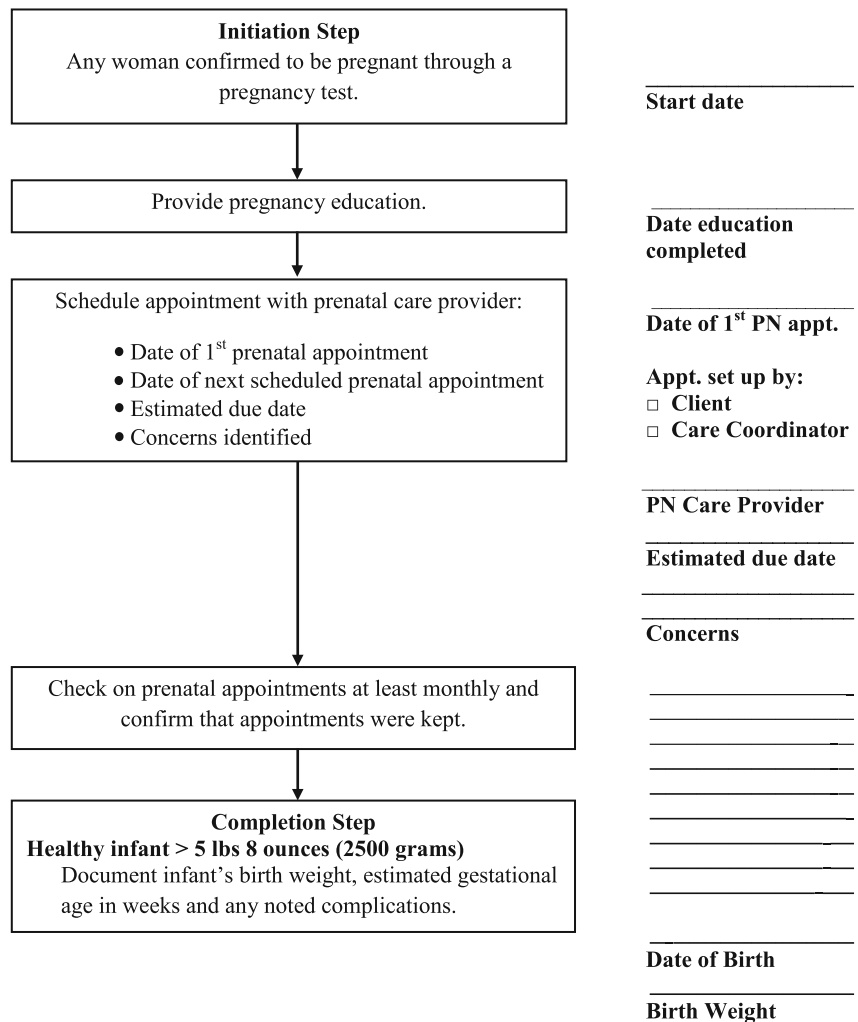 Initiation Step
Any woman confirmed to be pregnant through a
pregnancy test.
Start date
Provide pregnancy education.
Date education
completed
Schedule appointment with prenatal care provider:
• Date of 1st prenatal appointment
• Date of next scheduled prenatal appointment
• Estimated due date
• Concerns identified
Date of 1st PN appt.
Appt. set up by:
□ Client
□ Care Coordinator
PN Care Provider
Estimated due date
Concerns
Check on prenatal appointments at least monthly and
confirm that appointments were kept.
Completion Step
Healthy infant > 5 lbs 8 ounces (2500 grams)
Document infant’s birth weight, estimated gestational
age in weeks and any noted complications.
Date of Birth
Birth Weight